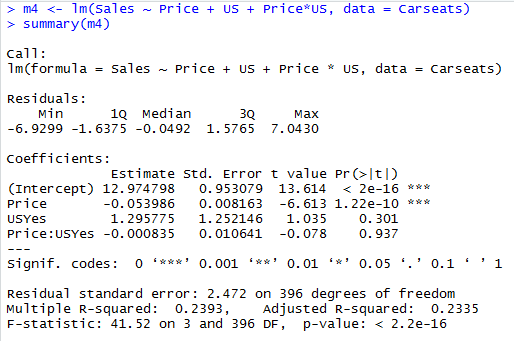 > m4 <- lm(Sales ~ Price + US + Price*US, data = Carseats)
> summary(m4)
Call:
lm(formula = Sales ~ Price + US + Price * US, data = Carseats)
Residuals:
    Min      1Q  Median      3Q     Max
-6.9299 -1.6375 -0.0492  1.5765  7.0430
Coefficients:
             Estimate Std. Error t value Pr(>|t|)
(Intercept) 12.974798   0.953079  13.614  < 2e-16 ***
Price       -0.053986   0.008163  -6.613 1.22e-10 ***
USYes        1.295775   1.252146   1.035    0.301
Price:USYes -0.000835   0.010641  -0.078    0.937
---
Signif. codes:  0 ‘***’ 0.001 ‘**’ 0.01 ‘*’ 0.05 ‘.’ 0.1 ‘ ’ 1
Residual standard error: 2.472 on 396 degrees of freedom
Multiple R-squared:  0.2393,    Adjusted R-squared:  0.2335
F-statistic: 41.52 on 3 and 396 DF,  p-value: < 2.2e-16